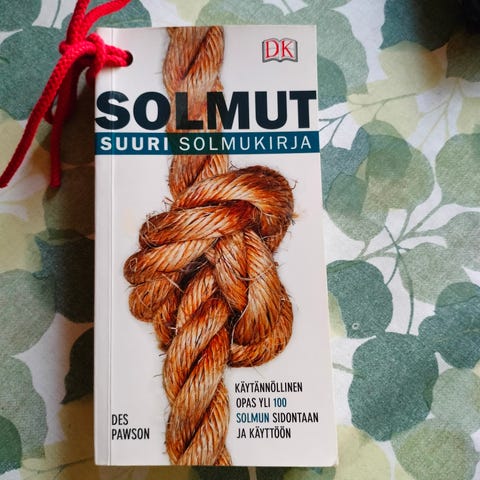 DK
SOLMUT
SUURI SOLMUKIRJA
KÄYTÄNNÖLLINEN
OPAS YLI 100
SOLMUN SIDONTAAN
JA KÄYTTÖÖN
DES
PAWSON